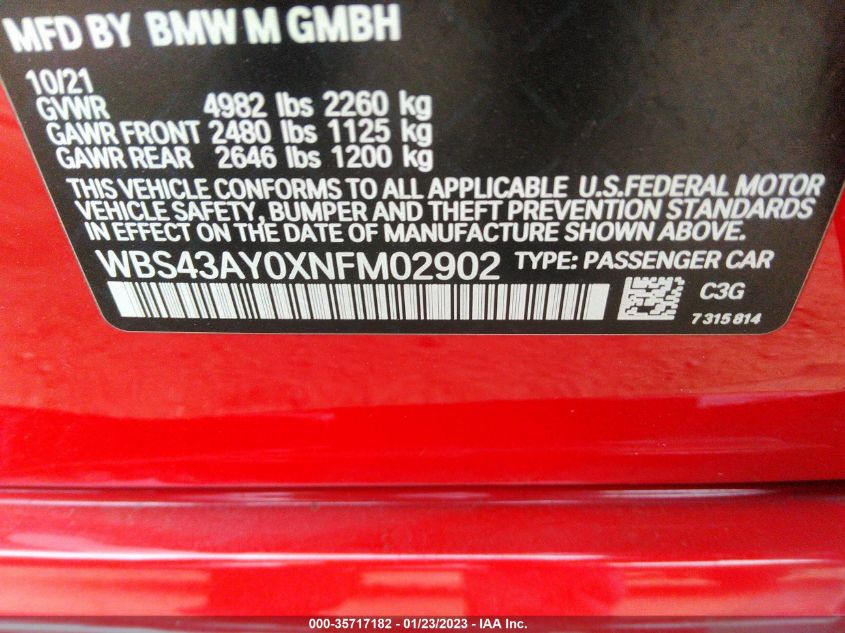 MFD BY BMW M GMBH
10/21
GVWR 4982 lbs 2260 kg
GAWR FRONT 2480 lbs 1125 kg
GAWR REAR 2646 lbs 1200 kg
THIS VEHICLE CONFORMS TO ALL APPLICABLE U.S.FEDERAL MOTOR
VEHICLE SAFETY, BUMPER AND THEFT PREVENTION STANDARDS
IN EFFECT ON THE DATE OF MANUFACTURE SHOWN ABOVE.
WBS43AY0XNFM02902 TYPE: PASSENGER CAR
C3G
7 315 814
000-35717182 - 01/23/2023 - IAA Inc.